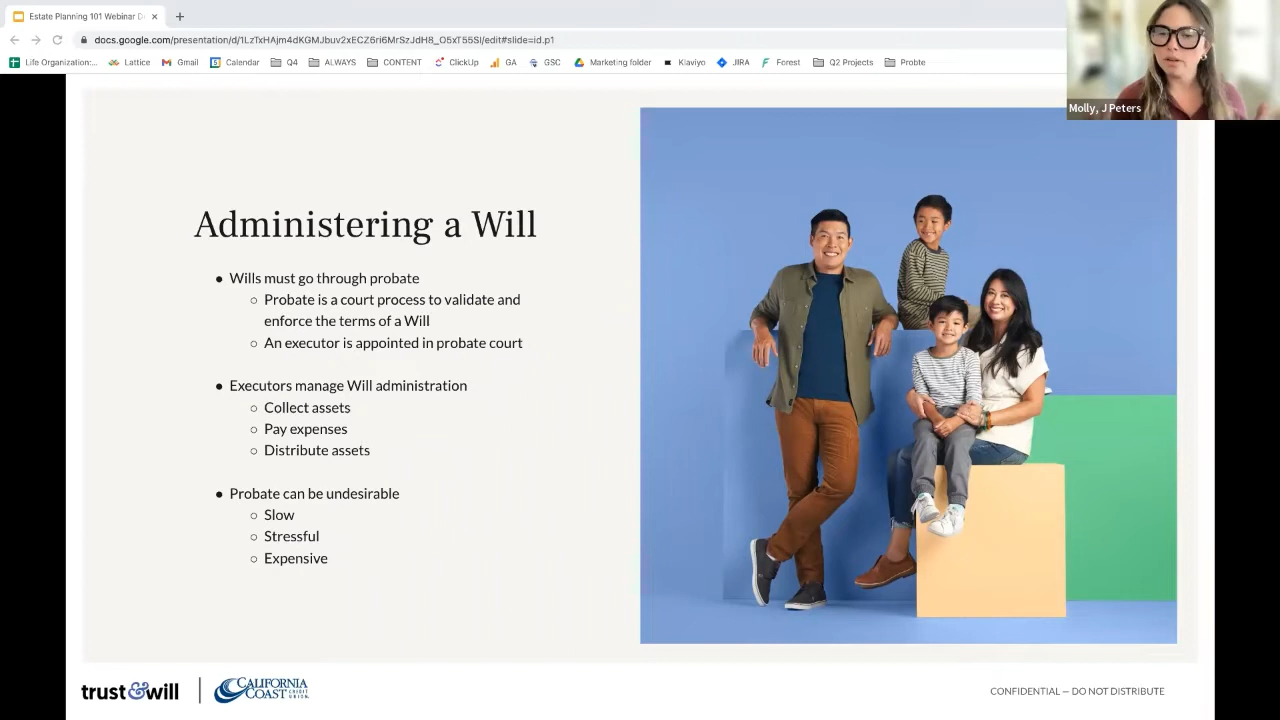 Estate Planning 101 Webinar D
docs.google.com/presentation/d/1LzTxHAjm4dKGMJbuv2xECZ6ri6MrSzJdH8_O5xT55SI/edit#slide=id.p1
Life Organization:... Lattice Gmail Calendar Q4 ALWAYS CONTENT ClickUp GA GSC Marketing folder Klaviyo JIRA Forest Q2 Projects Probte
Molly, J Peters
Administering a Will
● Wills must go through probate
○ Probate is a court process to validate and
enforce the terms of a Will
○ An executor is appointed in probate court
● Executors manage Will administration
○ Collect assets
○ Pay expenses
○ Distribute assets
● Probate can be undesirable
○ Slow
○ Stressful
○ Expensive
trust&will
CALIFORNIA
COAST CREDIT UNION
CONFIDENTIAL – DO NOT DISTRIBUTE